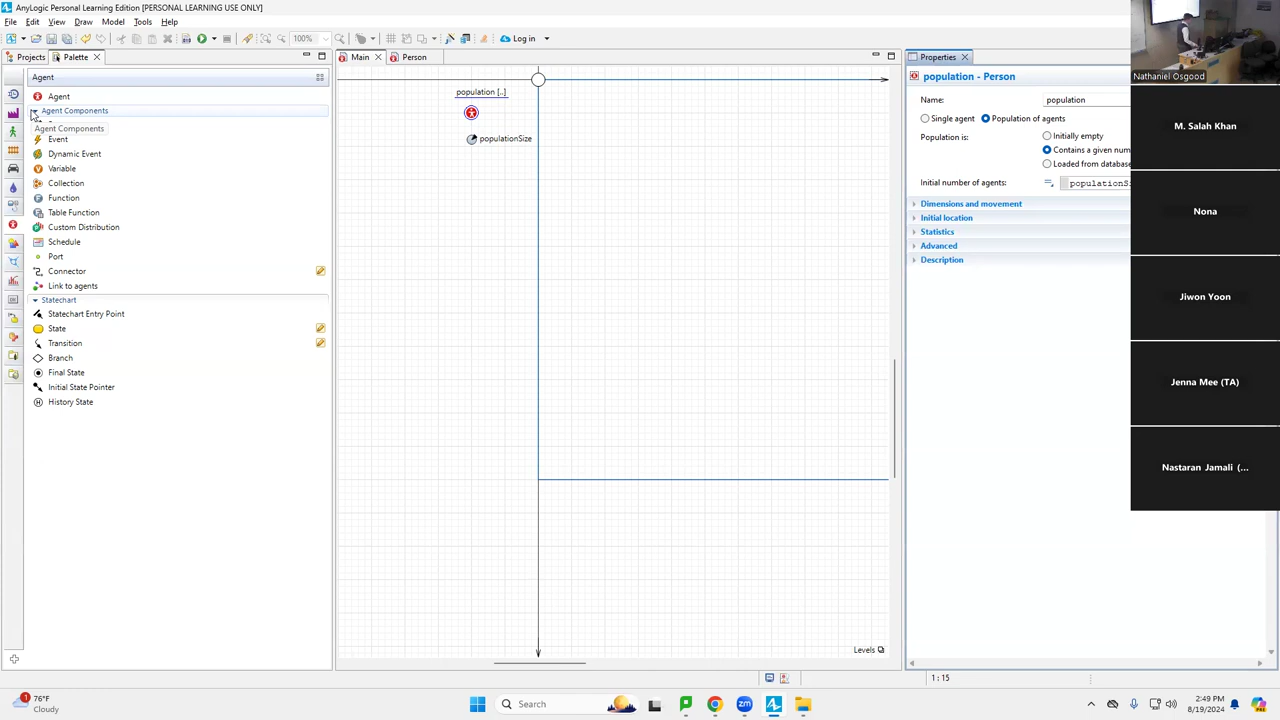 AnyLogic Personal Learning Edition [PERSONAL LEARNING USE ONLY]
File Edit View Draw Model Tools Help
100% Log in
Projects Palette Main Person Properties
Agent
Agent
Agent Components
Agent Components
Event
Dynamic Event
Variable
Collection
Function
Table Function
Custom Distribution
Schedule
Port
Connector
Link to agents
Statechart
Statechart Entry Point
State
Transition
Branch
Final State
Initial State Pointer
History State
population [..]
populationSize
Levels
population - Person
Name: population
Single agent Population of agents
Population is: Initially empty
Contains a given num
Loaded from databas
Initial number of agents: populationSi
Dimensions and movement
Initial location
Statistics
Advanced
Description
Nathaniel Osgood
M. Salah Khan
Nona
Jiwon Yoon
Jenna Mee (TA)
Nastaran Jamali (...
1 : 15
1
76°F
Cloudy
Search
2:49 PM
8/19/2024